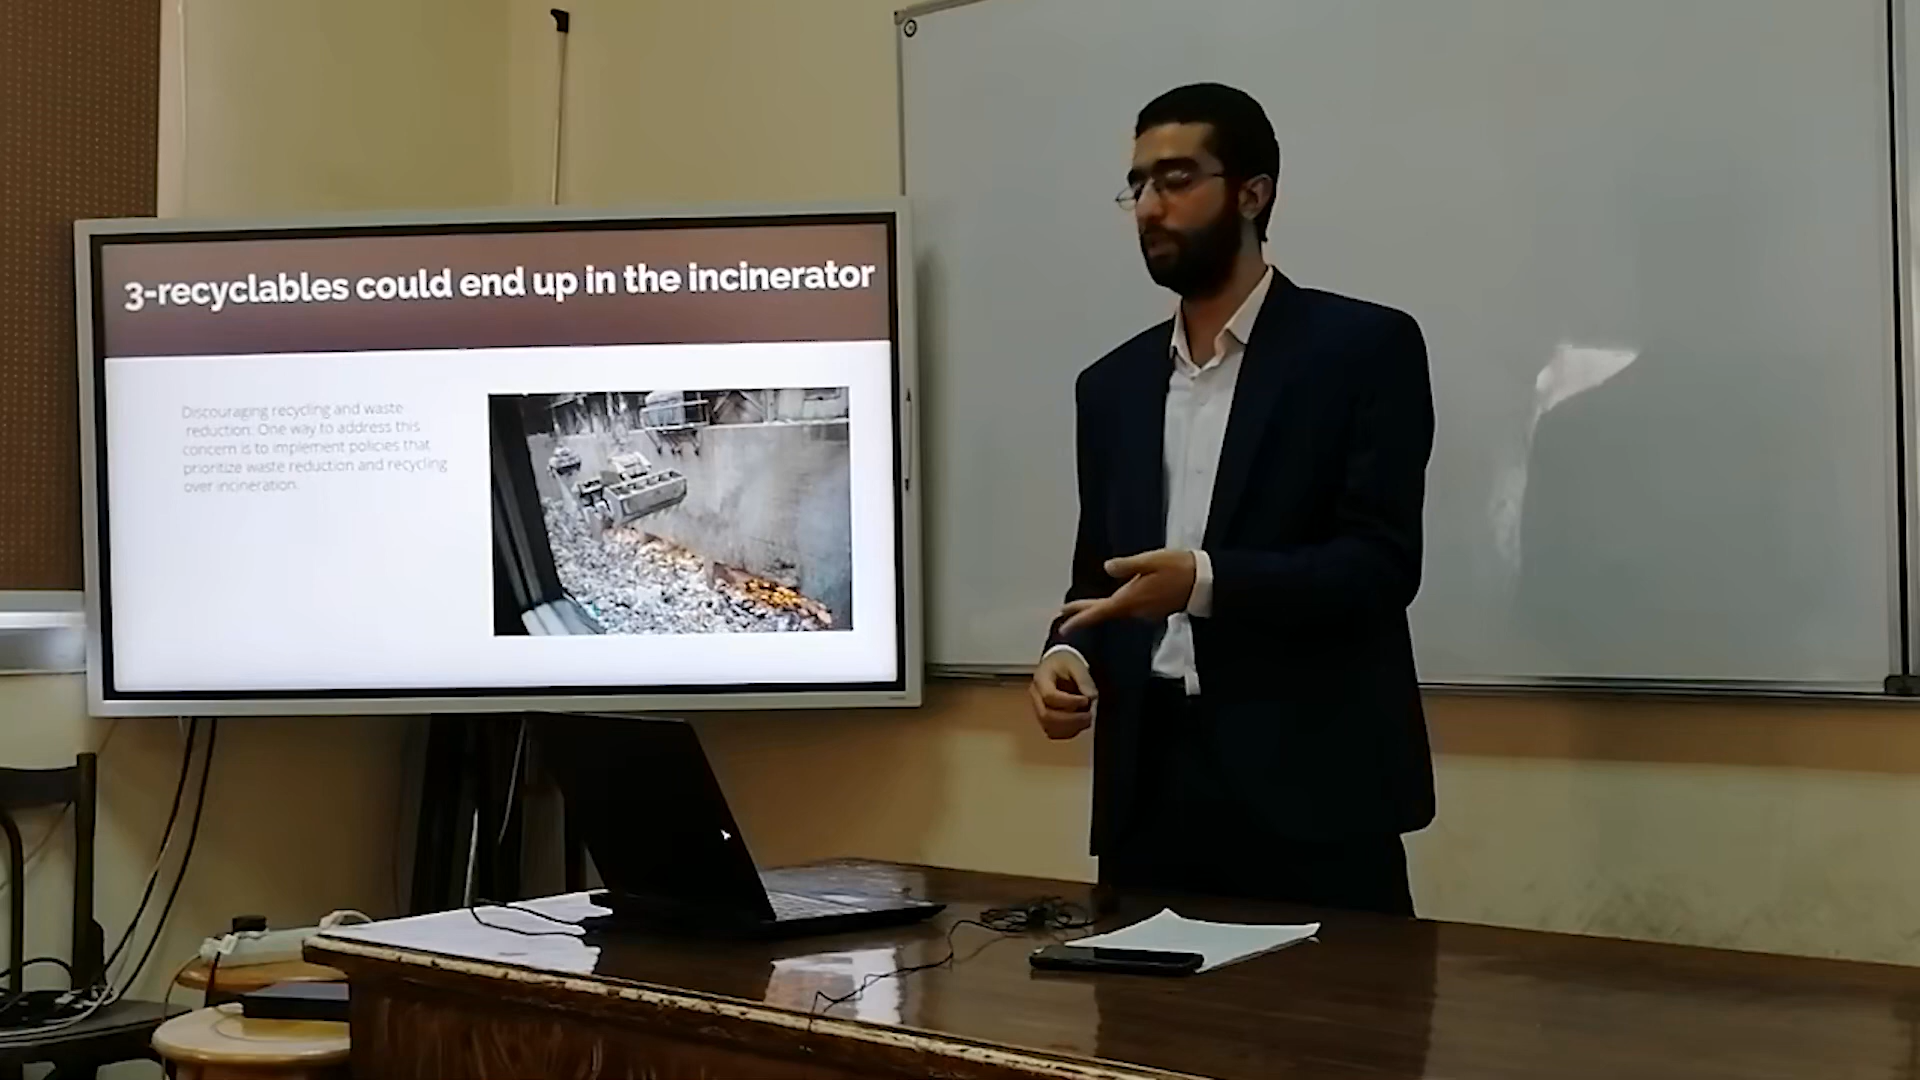 3-recyclables could end up in the incinerator
Discouraging recycling and waste
reduction: One way to address this
concern is to implement policies that
prioritize waste reduction and recycling
over incineration.